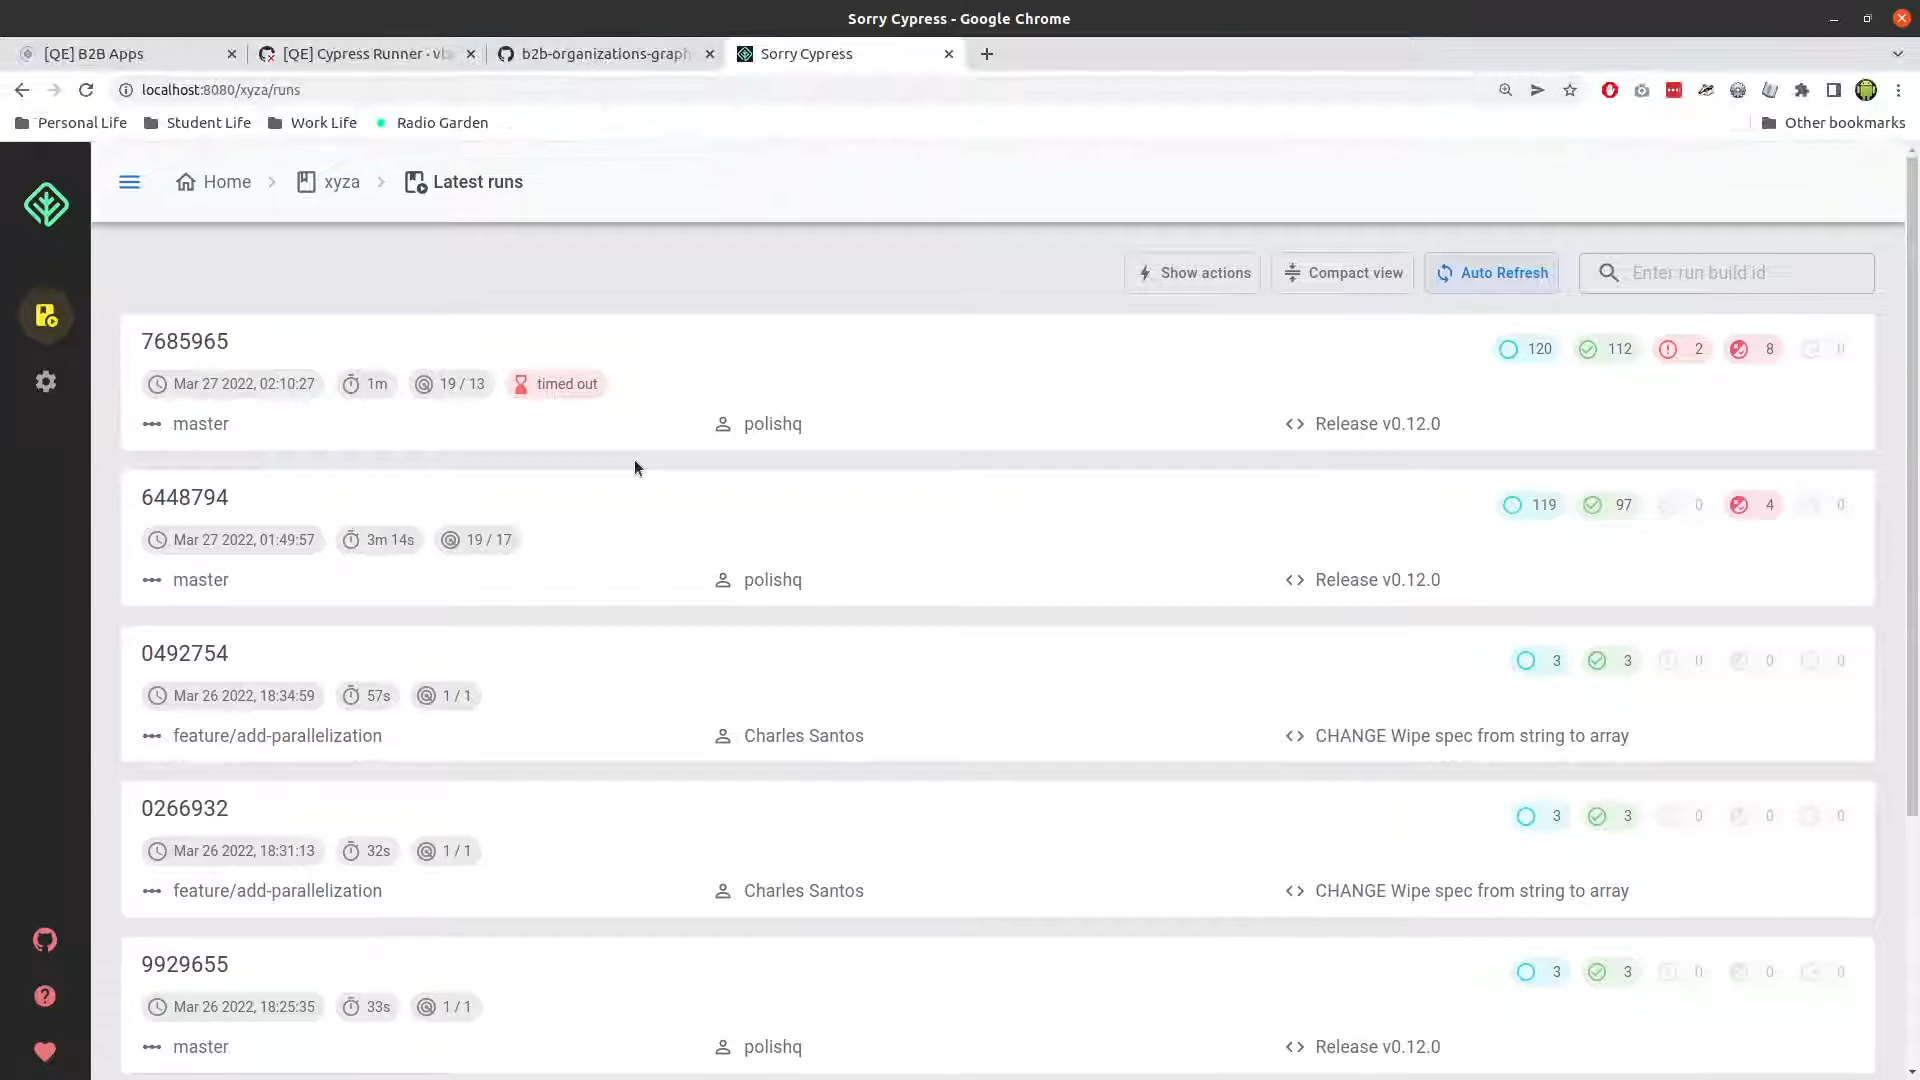 Sorry Cypress - Google Chrome
[QE] B2B Apps
[QE] Cypress Runner · vt
b2b-organizations-graph
Sorry Cypress
localhost:8080/xyza/runs
Personal Life
Student Life
Work Life
Radio Garden
Other bookmarks
Home
xyza
Latest runs
Show actions
Compact view
Auto Refresh
Enter run build id
7685965
120 112 2 8 0
Mar 27 2022, 02:10:27 1m 19 / 13 timed out
master polishq Release v0.12.0
6448794
119 97 0 4 0
Mar 27 2022, 01:49:57 3m 14s 19 / 17
master polishq Release v0.12.0
0492754
3 3 0 0 0
Mar 26 2022, 18:34:59 57s 1 / 1
feature/add-parallelization Charles Santos CHANGE Wipe spec from string to array
0266932
3 3 0 0 0
Mar 26 2022, 18:31:13 32s 1 / 1
feature/add-parallelization Charles Santos CHANGE Wipe spec from string to array
9929655
3 3 0 0 0
Mar 26 2022, 18:25:35 33s 1 / 1
master polishq Release v0.12.0